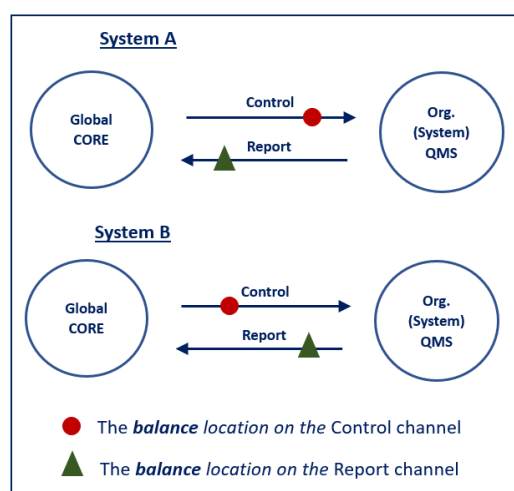 System A
Global
CORE
Control
Report
Org.
(System)
QMS
System B
Global
CORE
Control
Report
Org.
(System)
QMS
The balance location on the Control channel
The balance location on the Report channel